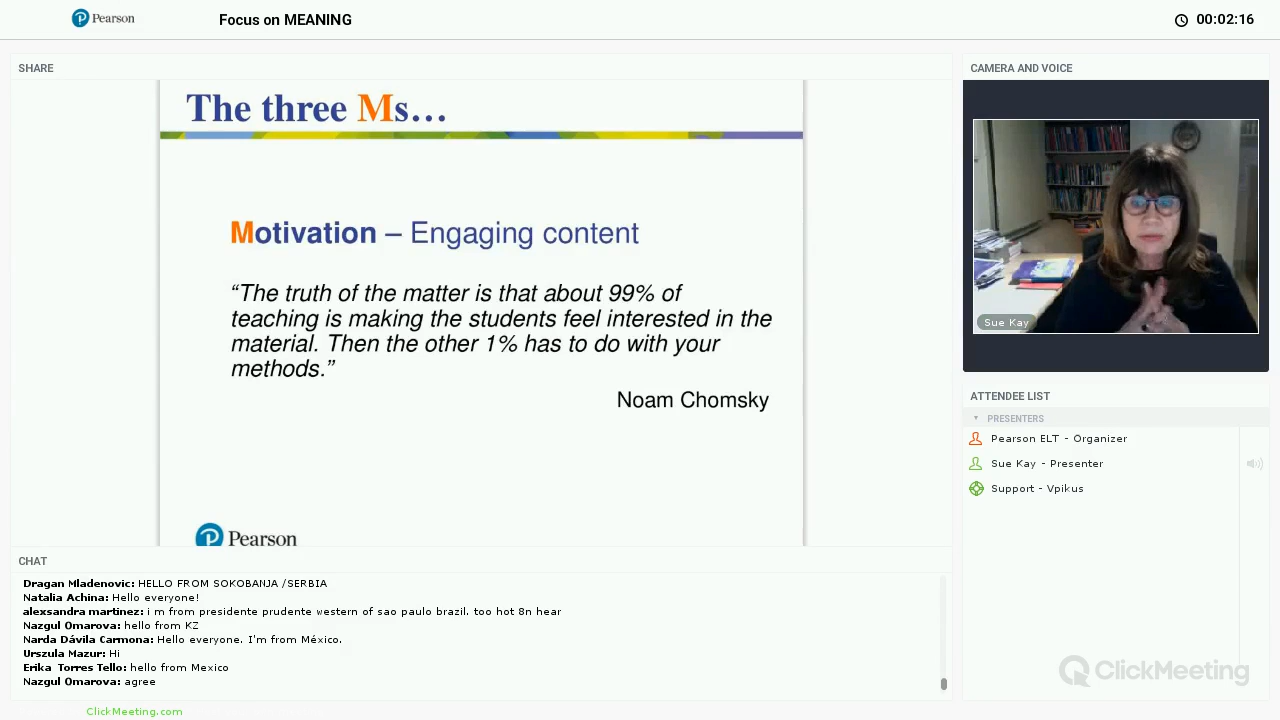 Pearson
Focus on MEANING
00:02:16
SHARE
The three Ms...
Motivation – Engaging content
“The truth of the matter is that about 99% of
teaching is making the students feel interested in the
material. Then the other 1% has to do with your
methods.”
Noam Chomsky
Pearson
CAMERA AND VOICE
Sue Kay
ATTENDEE LIST
PRESENTERS
Pearson ELT - Organizer
Sue Kay - Presenter
Support - Vpikus
CHAT
Dragan Mladenovic: HELLO FROM SOKOBANJA /SERBIA
Natalia Achina: Hello everyone!
alexsandra martinez: i m from presidente prudente western of sao paulo brazil. too hot 8n hear
Nazgul Omarova: hello from KZ
Narda Dávila Carmona: Hello everyone. I'm from México.
Urszula Mazur: Hi
Erika Torres Tello: hello from Mexico
Nazgul Omarova: agree
ClickMeeting
ClickMeeting.com